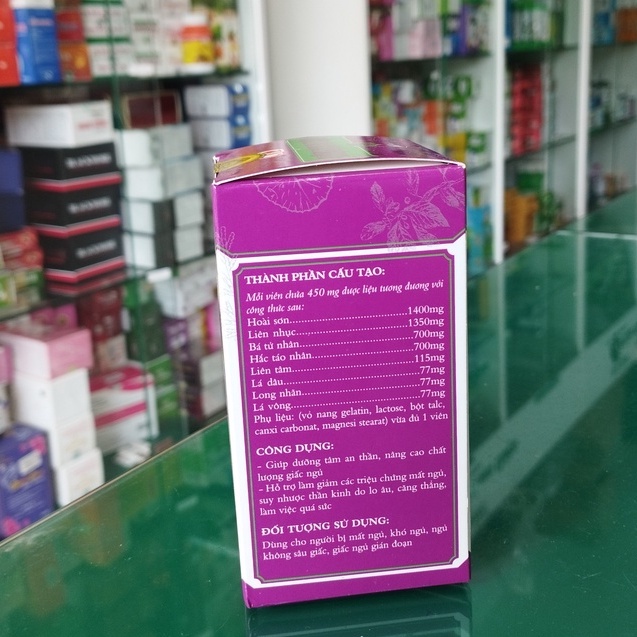 THÀNH PHẦN CẤU TẠO:
Mỗi viên chứa 450 mg dược liệu tương đương với
công thức sau:
Hoài sơn...1400mg
Liên nhục...1350mg
Bá tử nhân...700mg
Hắc táo nhân...700mg
Liên tâm...115mg
Lá dâu...77mg
Long nhãn...77mg
Lá vông...77mg
Phụ liệu: (vỏ nang gelatin, lactose, bột talc,
canxi carbonat, magnesi stearat) vừa đủ 1 viên
CÔNG DỤNG:
- Giúp dưỡng tâm an thần, nâng cao chất
lượng giấc ngủ
- Hỗ trợ làm giảm các triệu chứng mất ngủ,
suy nhược thần kinh do lo âu, căng thẳng,
làm việc quá sức
ĐỐI TƯỢNG SỬ DỤNG:
Dùng cho người bị mất ngủ, khó ngủ, ngủ
không sâu giấc, giấc ngủ gián đoạn